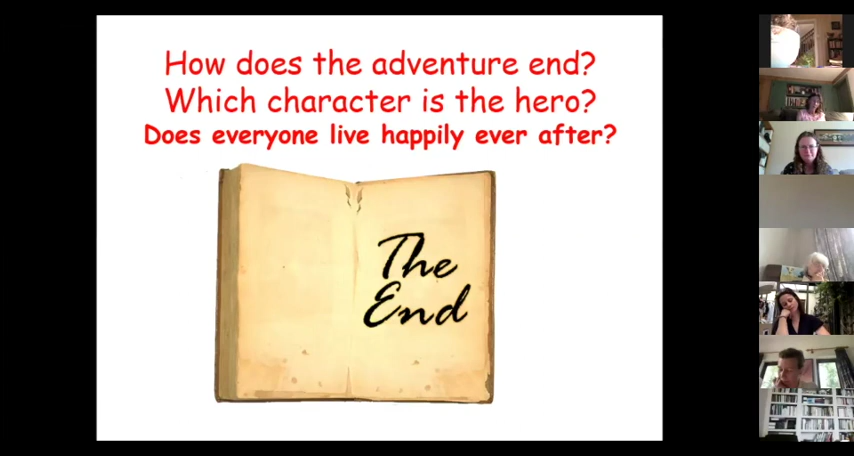 How does the adventure end?
Which character is the hero?
Does everyone live happily ever after?
The
End